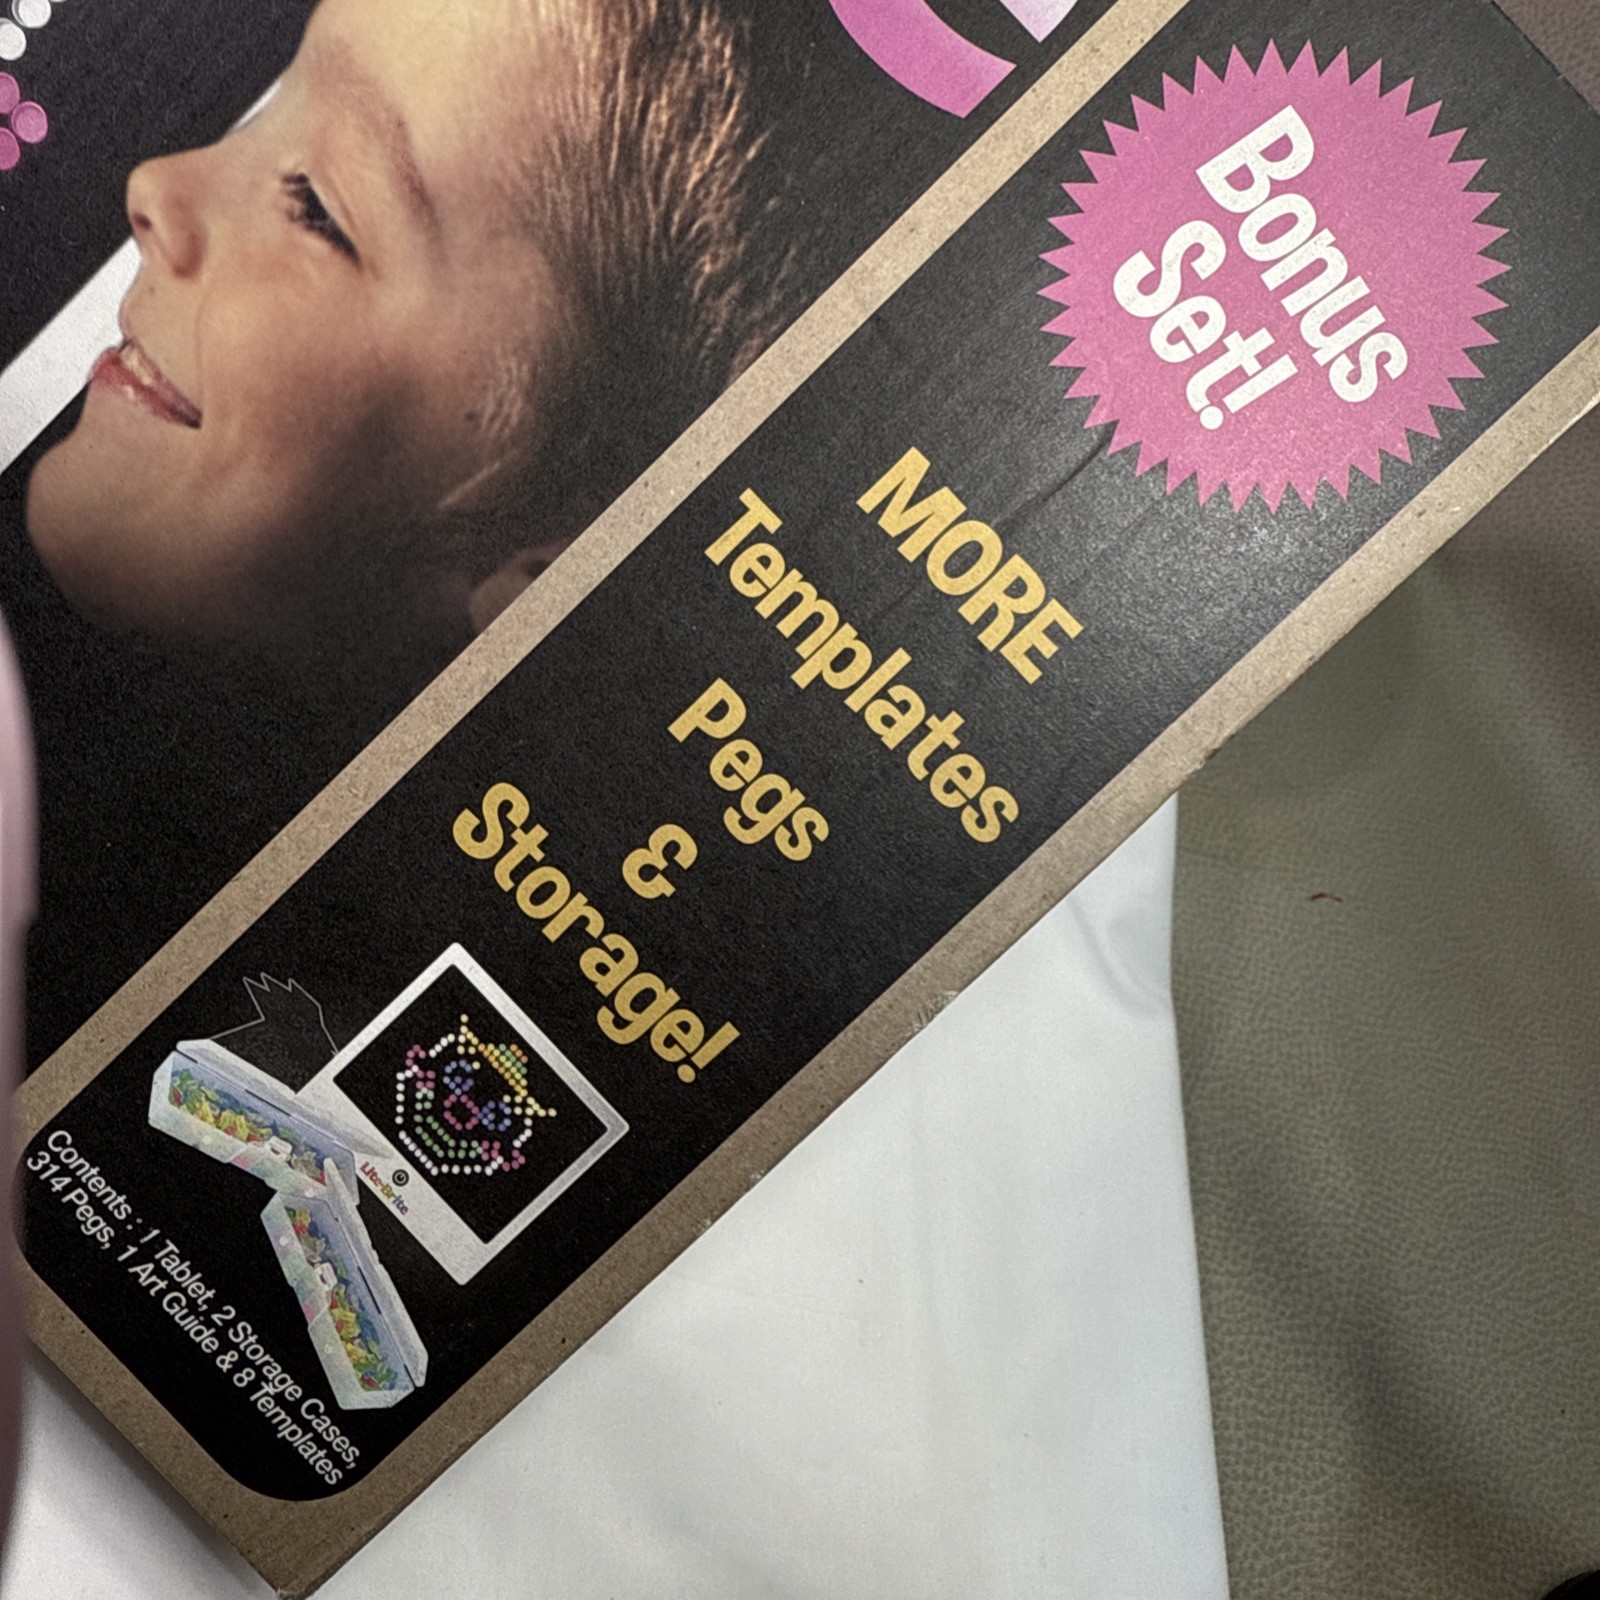 Bonus
Set!
MORE
Templates
Pegs
&
Storage!
Lite-Brite
Contents : 1 Tablet, 2 Storage Cases,
314 Pegs, 1 Art Guide & 8 Templates